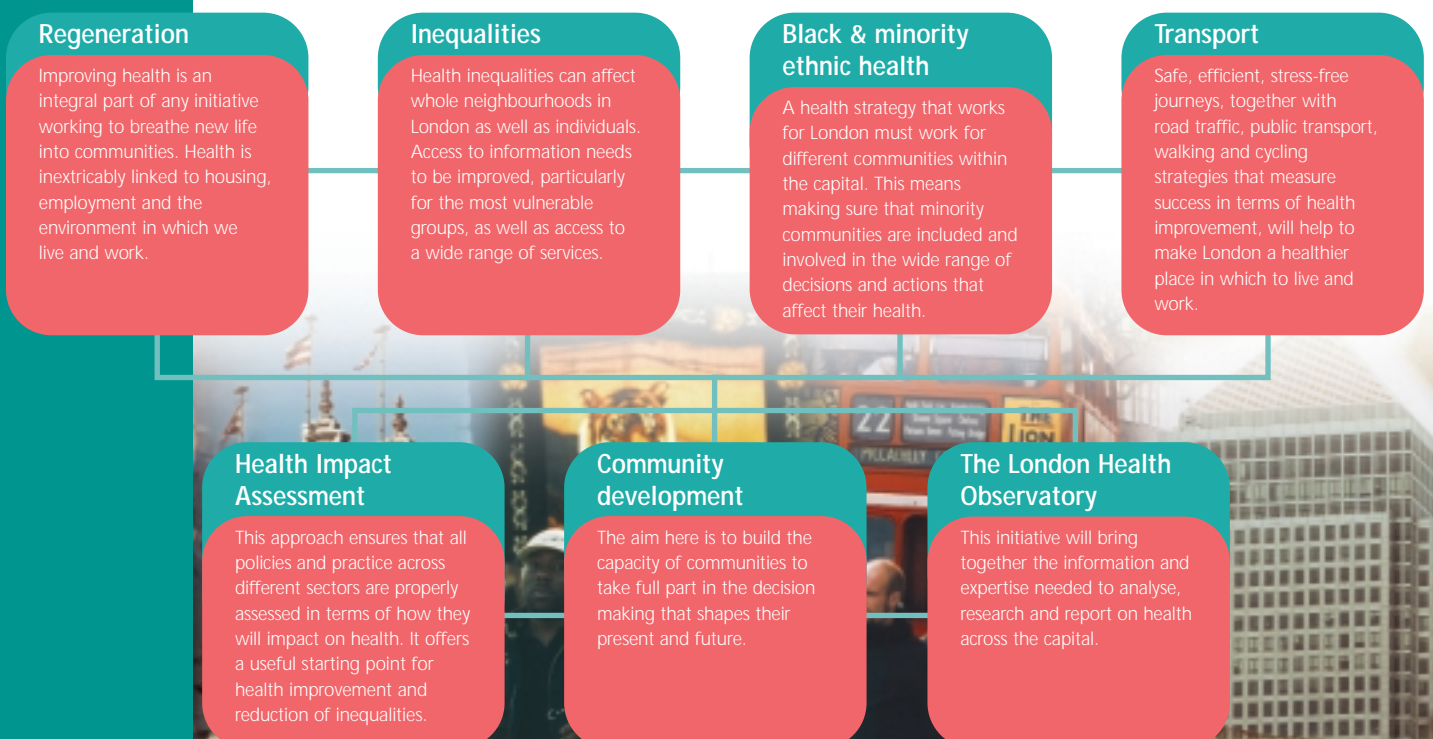 Regeneration
Improving health is an
integral part of any initiative
working to breathe new life
into communities. Health is
inextricably linked to housing,
employment and the
environment in which we
live and work.
Inequalities
Health inequalities can affect
whole neighbourhoods in
London as well as individuals.
Access to information needs
to be improved, particularly
for the most vulnerable
groups, as well as access to
a wide range of services.
Black & minority
ethnic health
A health strategy that works
for London must work for
different communities within
the capital. This means
making sure that minority
communities are included and
involved in the wide range of
decisions and actions that
affect their health.
Transport
Safe, efficient, stress-free
journeys, together with
road traffic, public transport,
walking and cycling
strategies that measure
success in terms of health
improvement, will help to
make London a healthier
place in which to live and
work.
22
THE
LION
PICCADILLY
Health Impact
Assessment
This approach ensures that all
policies and practice across
different sectors are properly
assessed in terms of how they
will impact on health. It offers
a useful starting point for
health improvement and
reduction of inequalities.
Community
development
The aim here is to build the
capacity of communities to
take full part in the decision
making that shapes their
present and future.
The London Health
Observatory
This initiative will bring
together the information and
expertise needed to analyse,
research and report on health
across the capital.